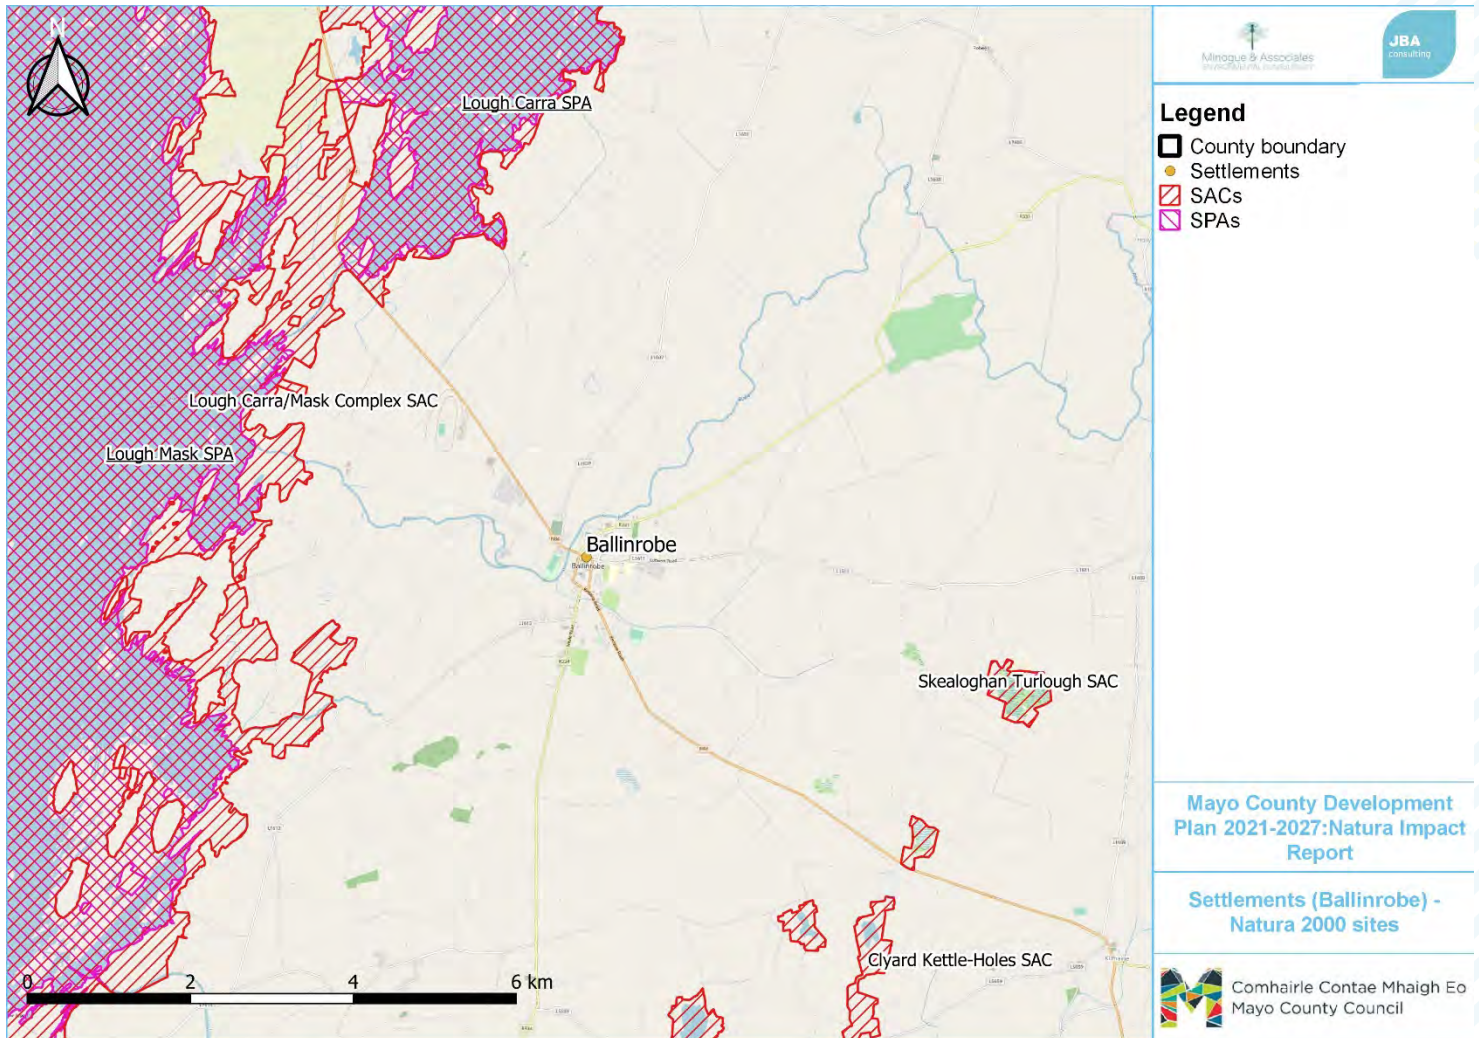 N
Lough Carra SPA
Lough Carra/Mask Complex SAC
Lough Mask SPA
Ballinrobe
Ballinrobe
Skealoghan Turlough SAC
Clyard Kettle-Holes SAC
0 2 4 6 km
Minogue & Associates
JBA
consulting
Legend
County boundary
Settlements
SACs
SPAs
Mayo County Development
Plan 2021-2027:Natura Impact
Report
Settlements (Ballinrobe) -
Natura 2000 sites
Comhairle Contae Mhaigh Eo
Mayo County Council